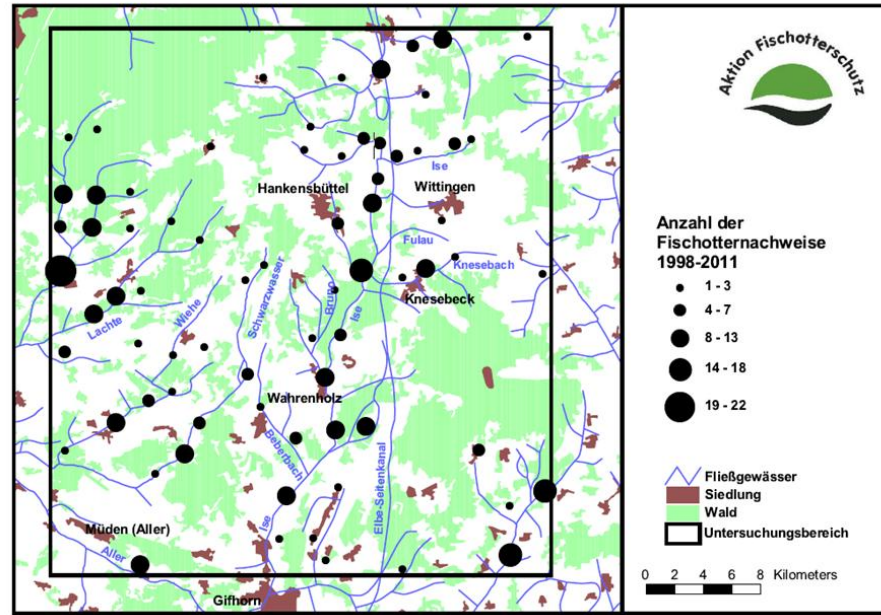 Aktion Fischotterschutz
Ise
Hankensbüttel
Wittingen
Fulau
Knesebach
Knesebeck
Schwarzwasser
Bruno
Ise
Wiehe
Lachte
Wahrenholz
Beberbach
Elbe-Seitenkanal
Ise
Müden (Aller)
Aller
Gifhorn
Anzahl der
Fischotternachweise
1998-2011
1 - 3
4 - 7
8 - 13
14 - 18
19 - 22
Fließgewässer
Siedlung
Wald
Untersuchungsbereich
0 2 4 6 8 Kilometers